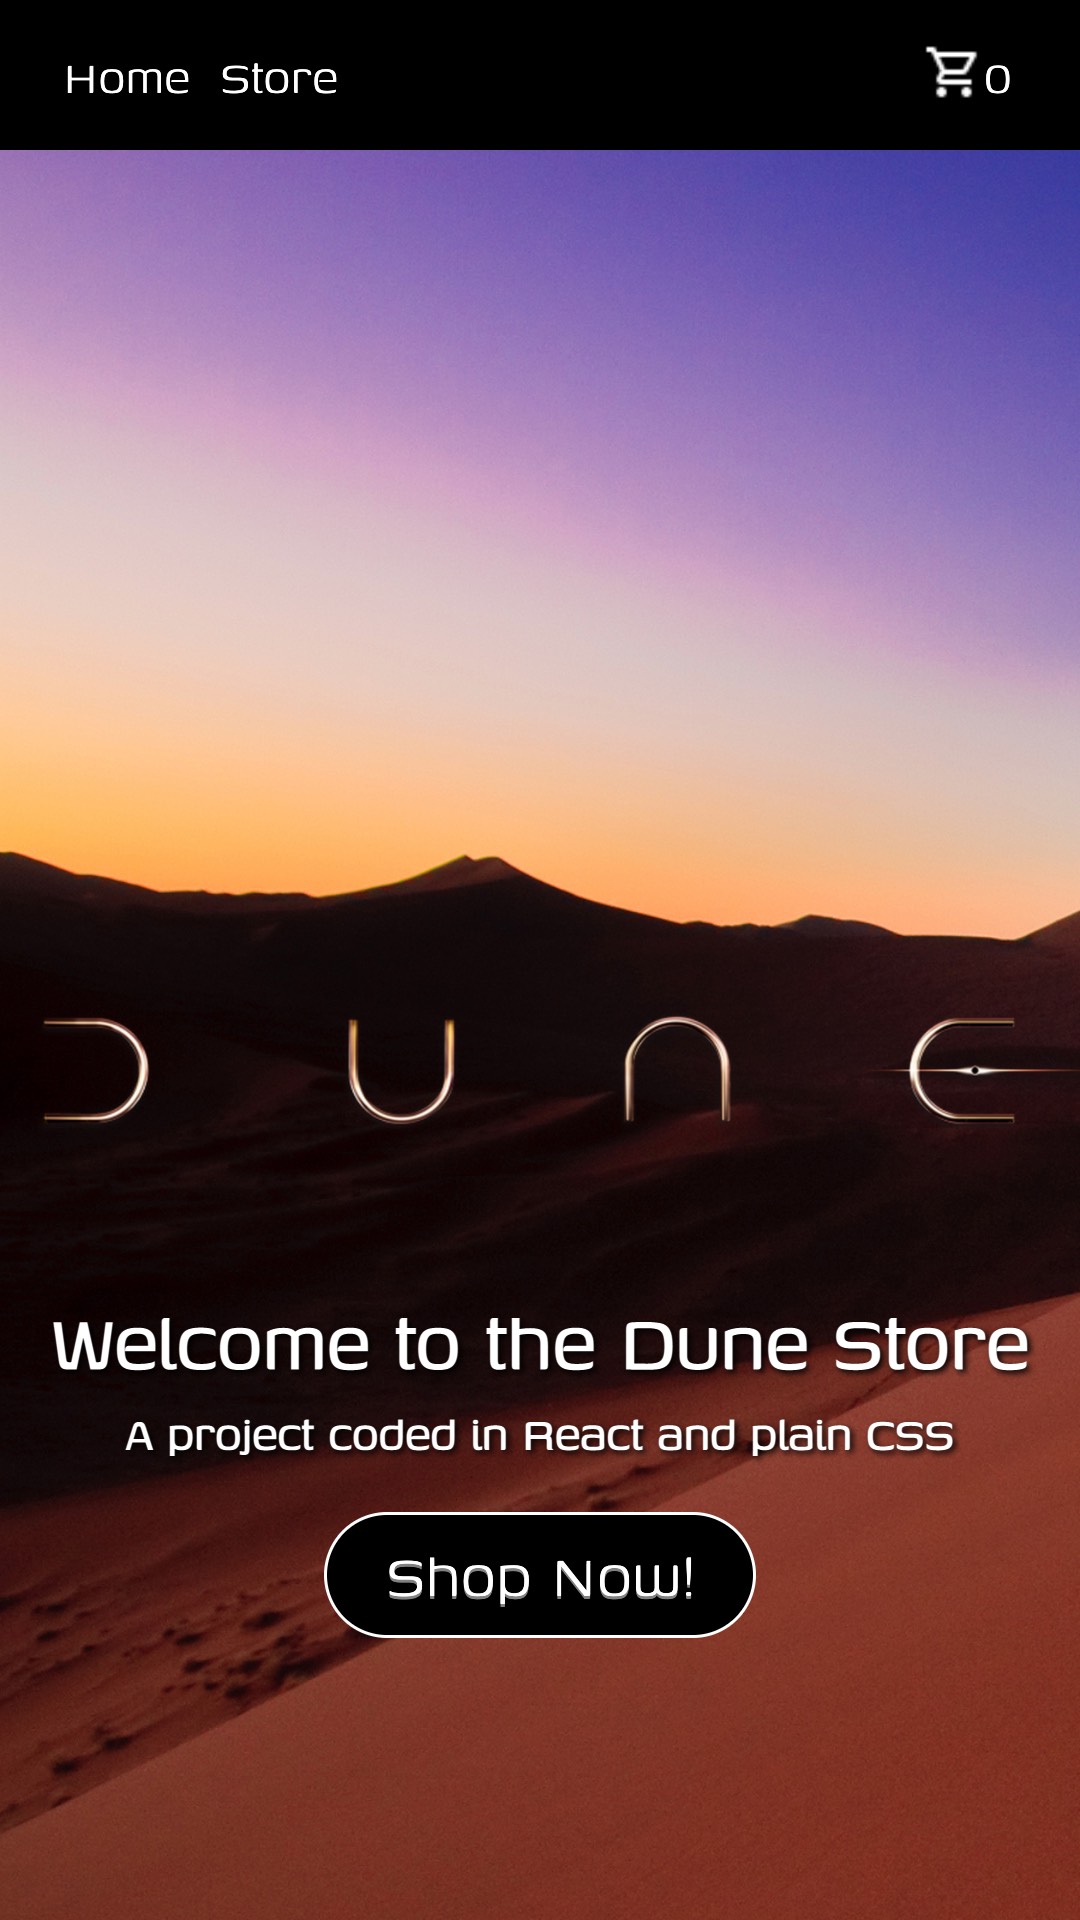 Home Store 0
DUNE
Welcome to the Dune Store
A project coded in React and plain CSS
Shop Now!